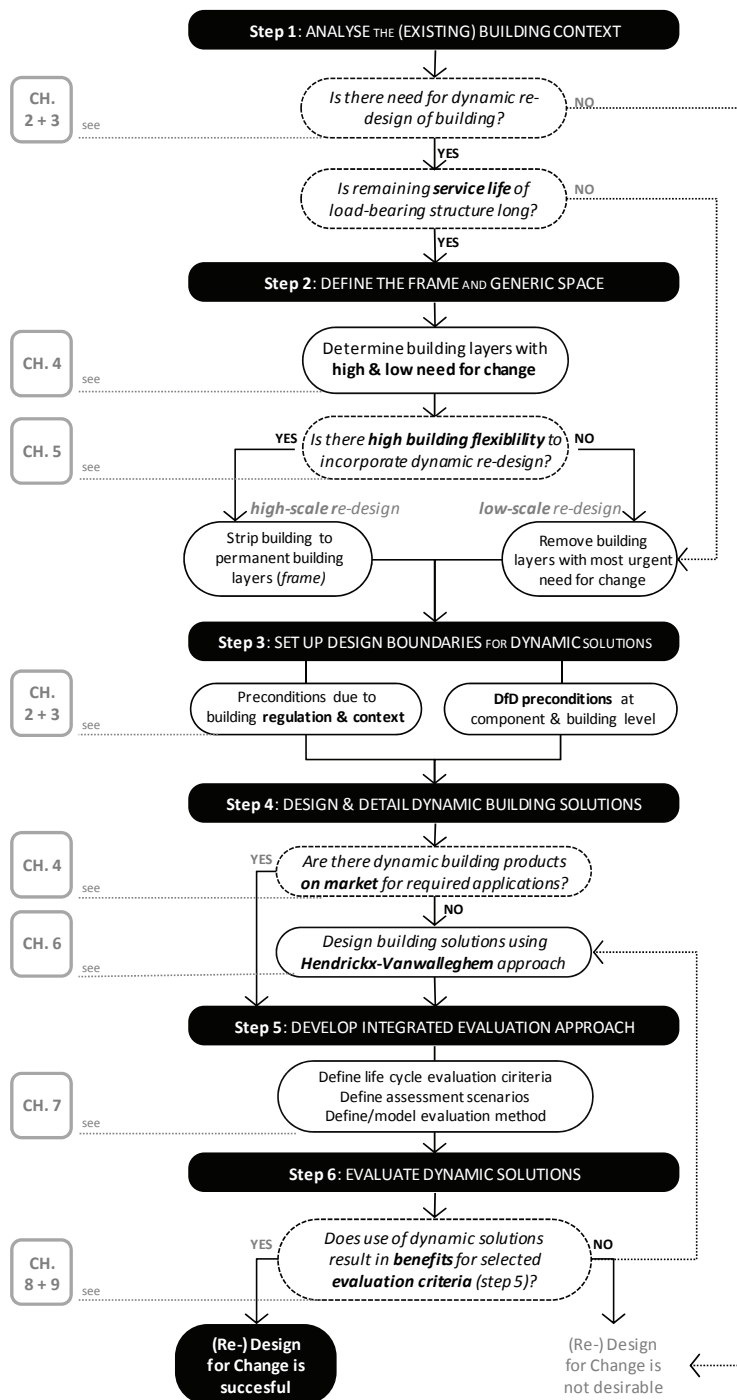 Step 1: ANALYSE THE (EXISTING) BUILDING CONTEXT
CH.
2 + 3
see
Is there need for dynamic re-
design of building?
NO
YES
Is remaining service life of
load-bearing structure long?
NO
YES
Step 2: DEFINE THE FRAME AND GENERIC SPACE
CH. 4
see
Determine building layers with
high & low need for change
CH. 5
see
YES
Is there high building flexiblility to
incorporate dynamic re-design?
NO
high-scale re-design
low-scale re-design
Strip building to
permanent building
layers (frame)
Remove building
layers with most urgent
need for change
Step 3: SET UP DESIGN BOUNDARIES FOR DYNAMIC SOLUTIONS
CH.
2 + 3
see
Preconditions due to
building regulation & context
DfD preconditions at
component & building level
Step 4: DESIGN & DETAIL DYNAMIC BUILDING SOLUTIONS
CH. 4
see
YES
Are there dynamic building products
on market for required applications?
NO
CH. 6
see
Design building solutions using
Hendrickx-Vanwalleghem approach
Step 5: DEVELOP INTEGRATED EVALUATION APPROACH
CH. 7
see
Define life cycle evaluation ciriteria
Define assessment scenarios
Define/model evaluation method
Step 6: EVALUATE DYNAMIC SOLUTIONS
CH.
8 + 9
see
YES
Does use of dynamic solutions
result in benefits for selected
evaluation criteria (step 5)?
NO
(Re-) Design
for Change is
succesful
(Re-) Design
for Change is
not desirable